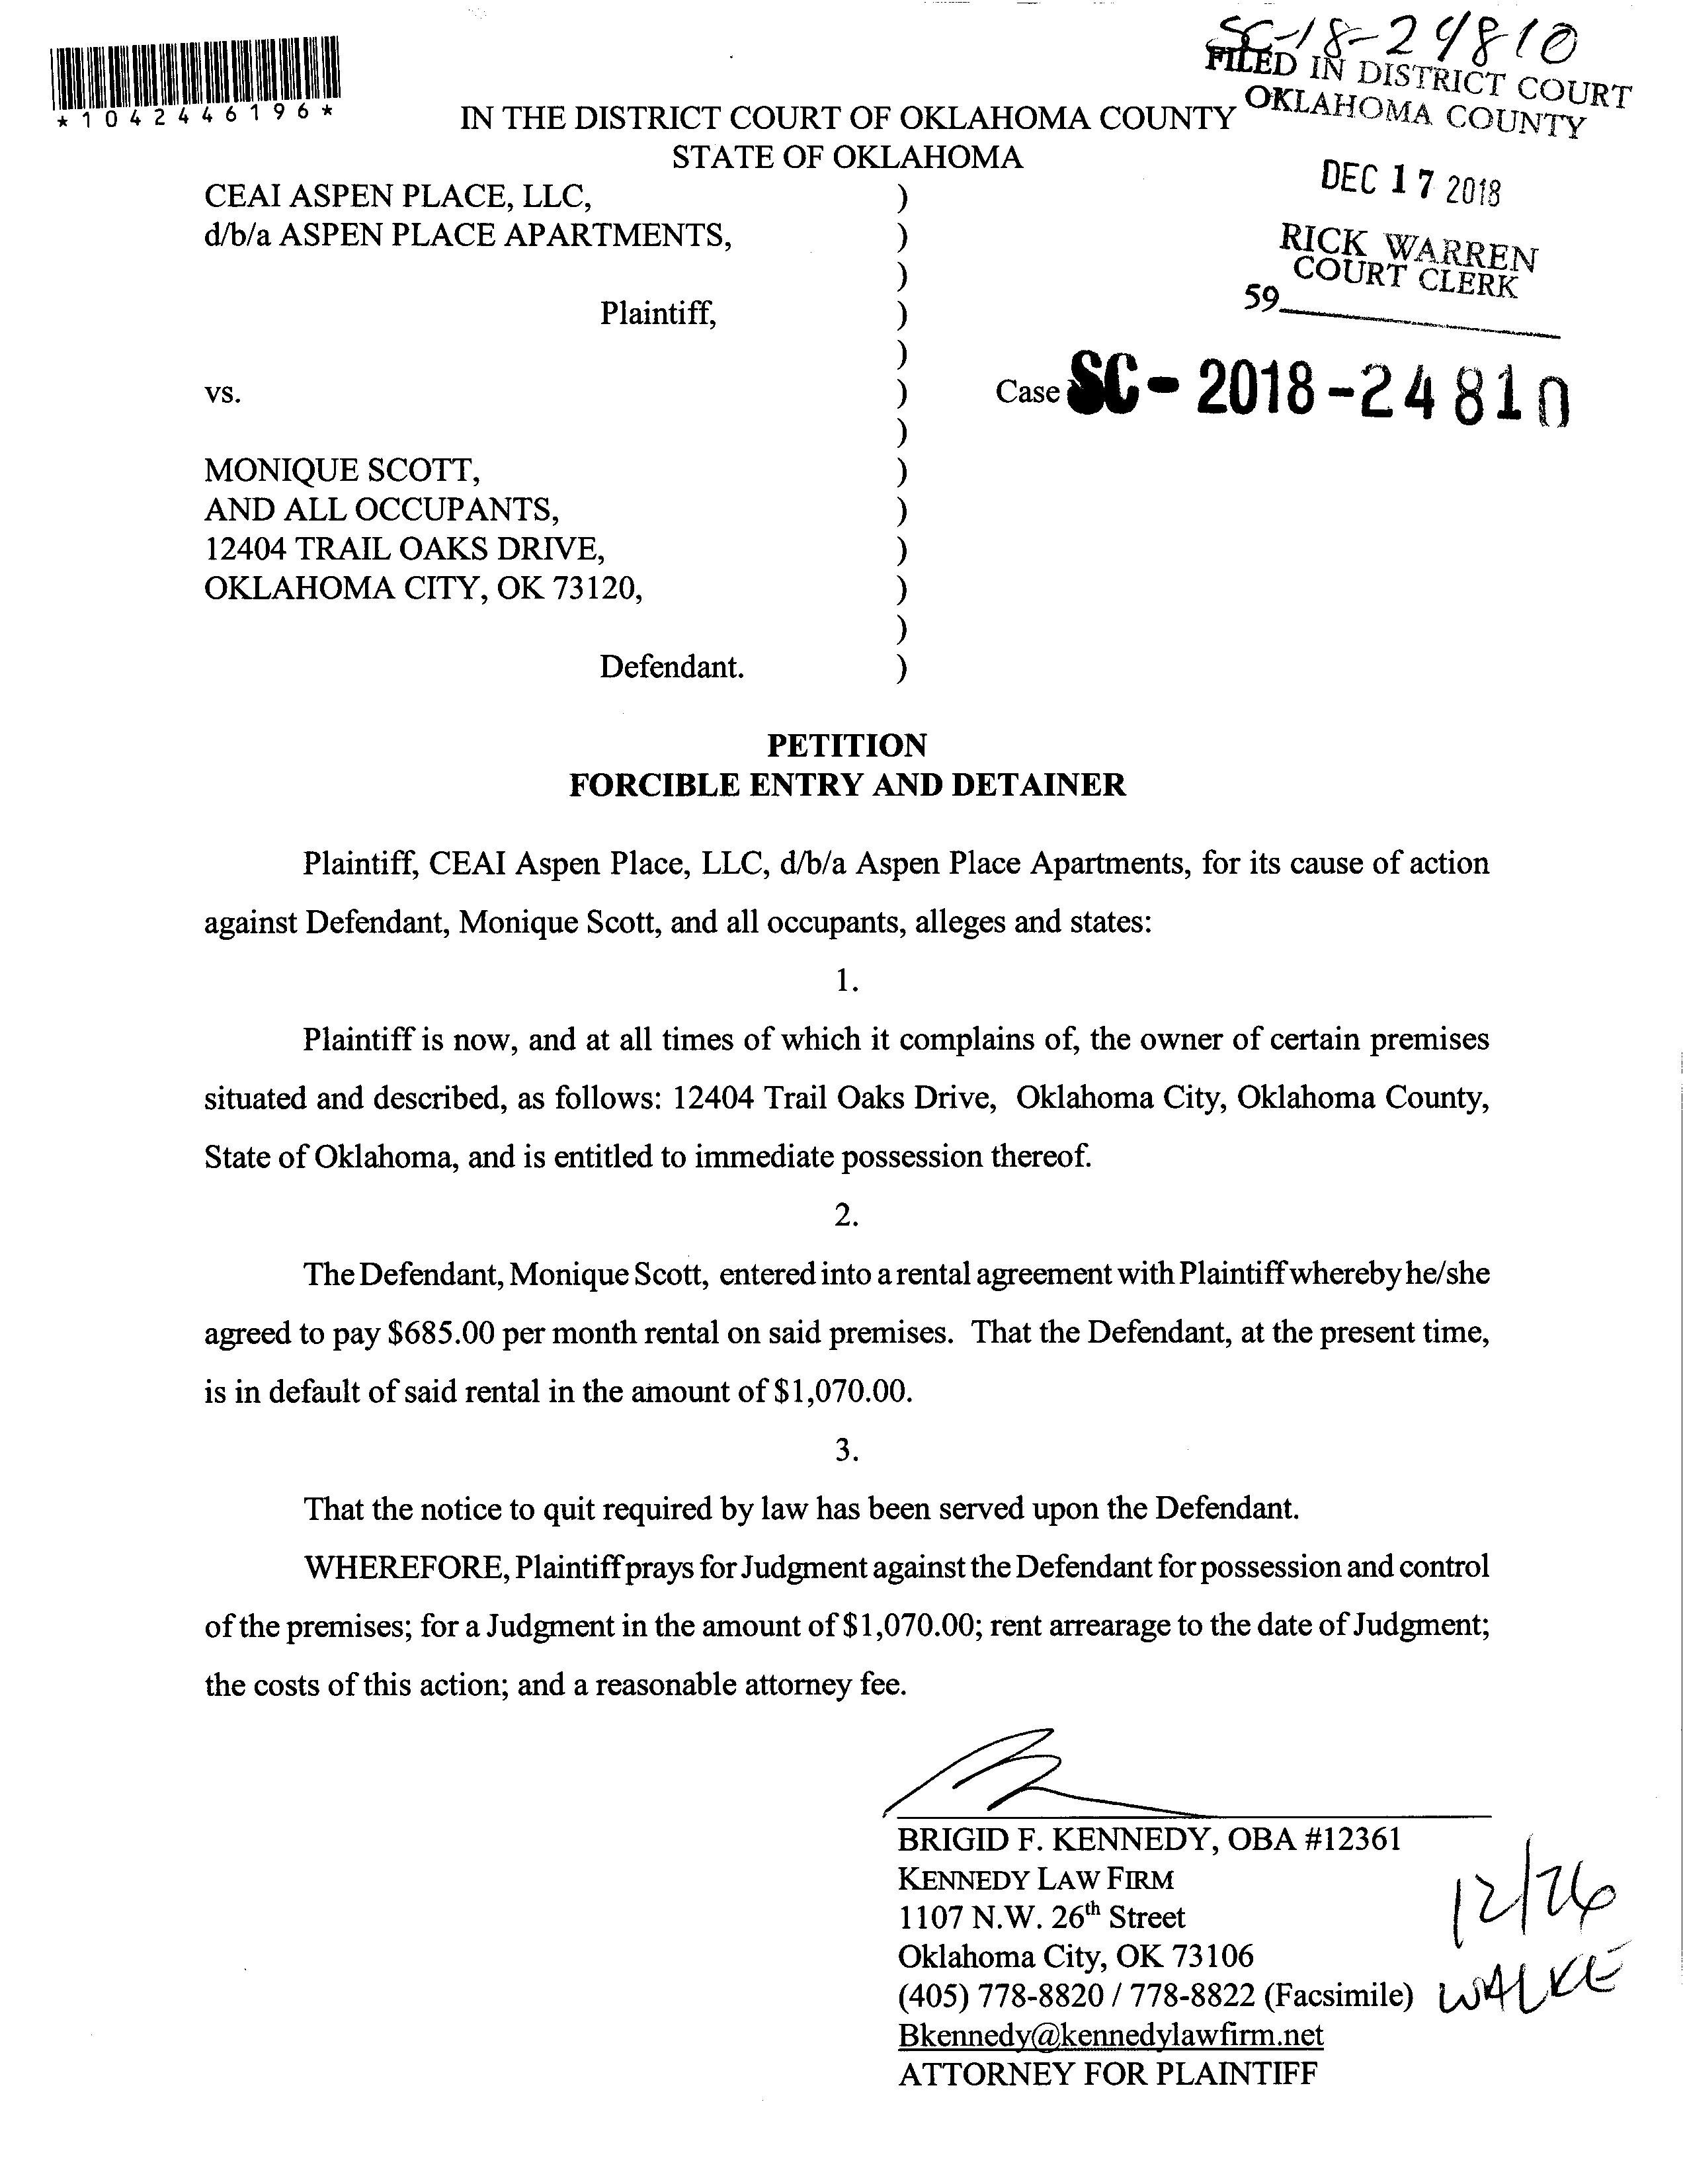 SC-18-24810
FILED IN DISTRICT COURT
OKLAHOMA COUNTY
*1042446196*
IN THE DISTRICT COURT OF OKLAHOMA COUNTY
STATE OF OKLAHOMA
DEC 17 2018
RICK WARREN
COURT CLERK
59
CEAI ASPEN PLACE, LLC, )
d/b/a ASPEN PLACE APARTMENTS, )
)
Plaintiff, )
)
vs. ) Case SC-2018-24810
)
MONIQUE SCOTT, )
AND ALL OCCUPANTS, )
12404 TRAIL OAKS DRIVE, )
OKLAHOMA CITY, OK 73120, )
)
Defendant. )
PETITION
FORCIBLE ENTRY AND DETAINER
Plaintiff, CEAI Aspen Place, LLC, d/b/a Aspen Place Apartments, for its cause of action
against Defendant, Monique Scott, and all occupants, alleges and states:
1.
Plaintiff is now, and at all times of which it complains of, the owner of certain premises
situated and described, as follows: 12404 Trail Oaks Drive, Oklahoma City, Oklahoma County,
State of Oklahoma, and is entitled to immediate possession thereof.
2.
The Defendant, Monique Scott, entered into a rental agreement with Plaintiff whereby he/she
agreed to pay $685.00 per month rental on said premises. That the Defendant, at the present time,
is in default of said rental in the amount of $1,070.00.
3.
That the notice to quit required by law has been served upon the Defendant.
WHEREFORE, Plaintiff prays for Judgment against the Defendant for possession and control
of the premises; for a Judgment in the amount of $1,070.00; rent arrearage to the date of Judgment;
the costs of this action; and a reasonable attorney fee.
BRIGID F. KENNEDY, OBA #12361
KENNEDY LAW FIRM
1107 N.W. 26th Street
Oklahoma City, OK 73106
(405) 778-8820 / 778-8822 (Facsimile)
Bkennedy@kennedylawfirm.net
ATTORNEY FOR PLAINTIFF
12/26
WALKE